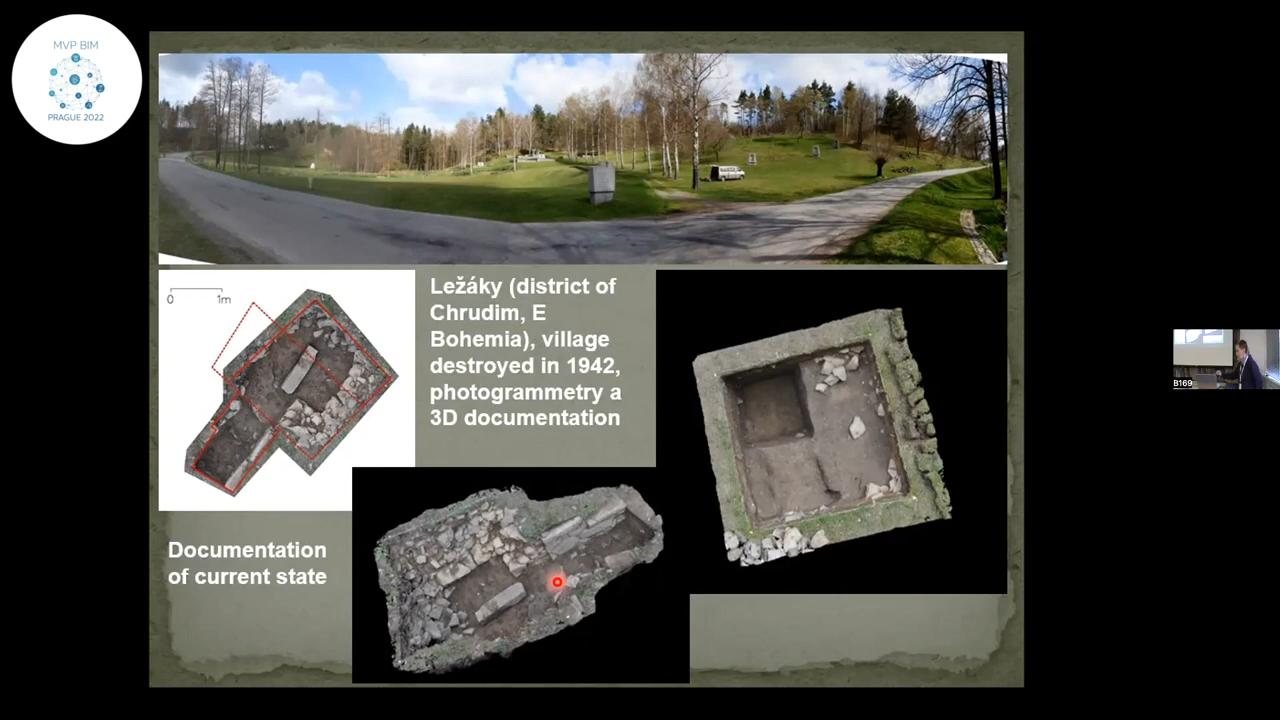 MVP BIM
PRAGUE 2022
0 1m
Ležáky (district of
Chrudim, E
Bohemia), village
destroyed in 1942,
photogrammetry a
3D documentation
Documentation
of current state
B169